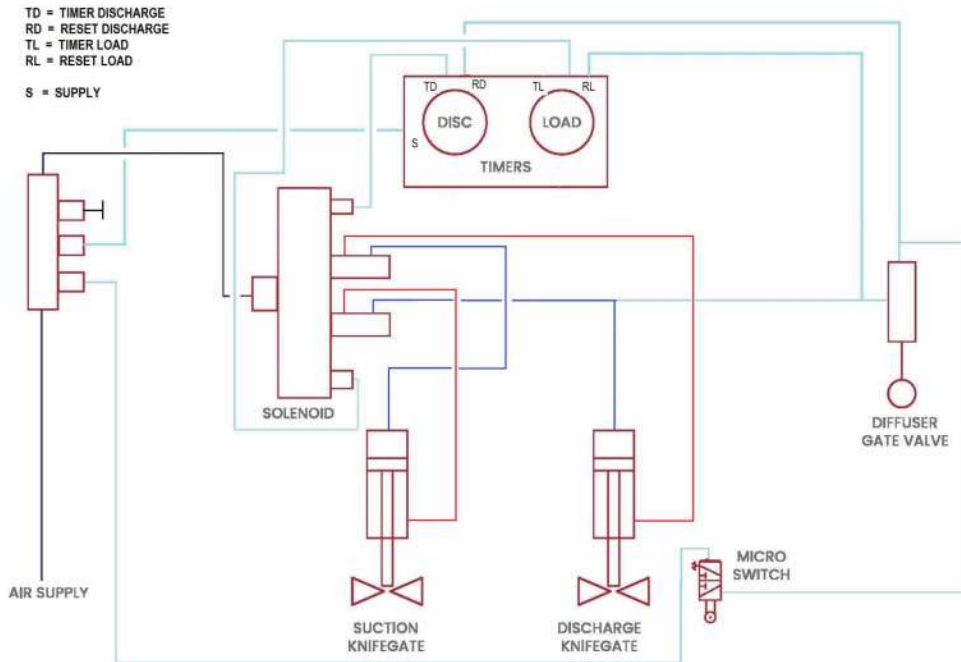 TD = TIMER DISCHARGE
RD = RESET DISCHARGE
TL = TIMER LOAD
RL = RESET LOAD
S = SUPPLY
TD
RD
TL
RL
DISC
LOAD
S
TIMERS
SOLENOID
DIFFUSER
GATE VALVE
AIR SUPPLY
MICRO
SWITCH
SUCTION
KNIFEGATE
DISCHARGE
KNIFEGATE